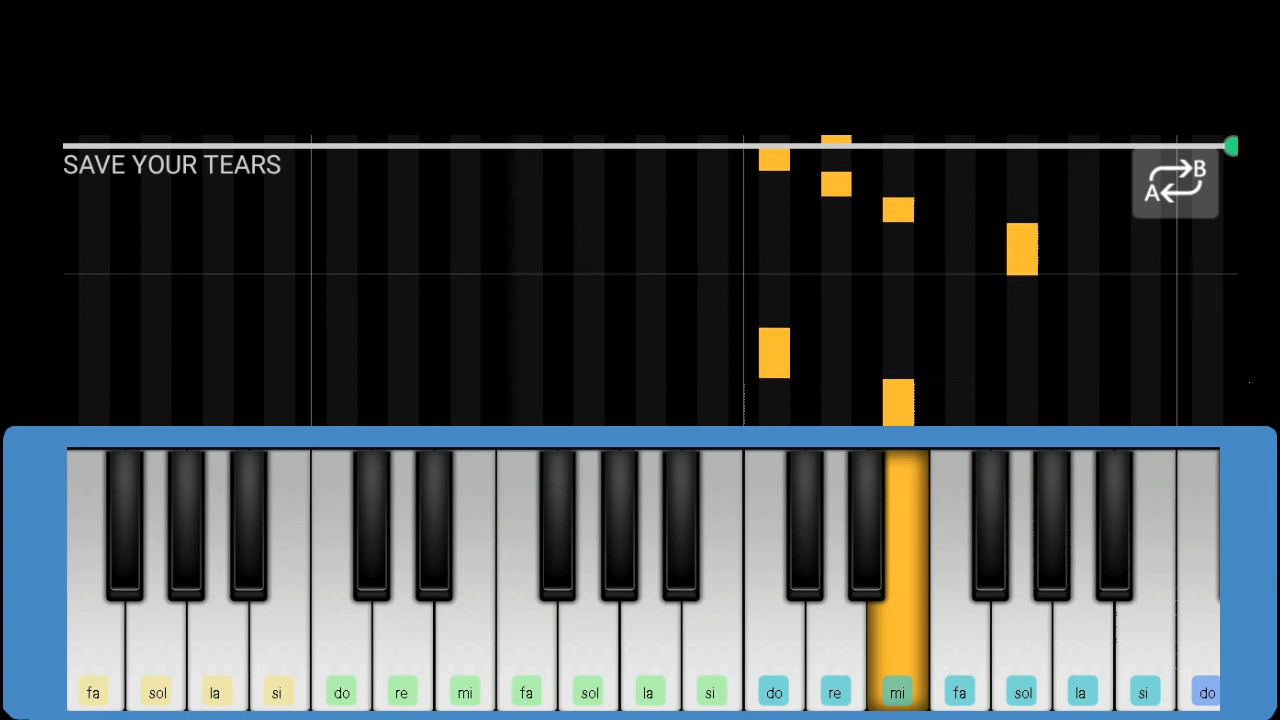 SAVE YOUR TEARS
A B
fa sol la si do re mi fa sol la si do re mi fa sol la si do